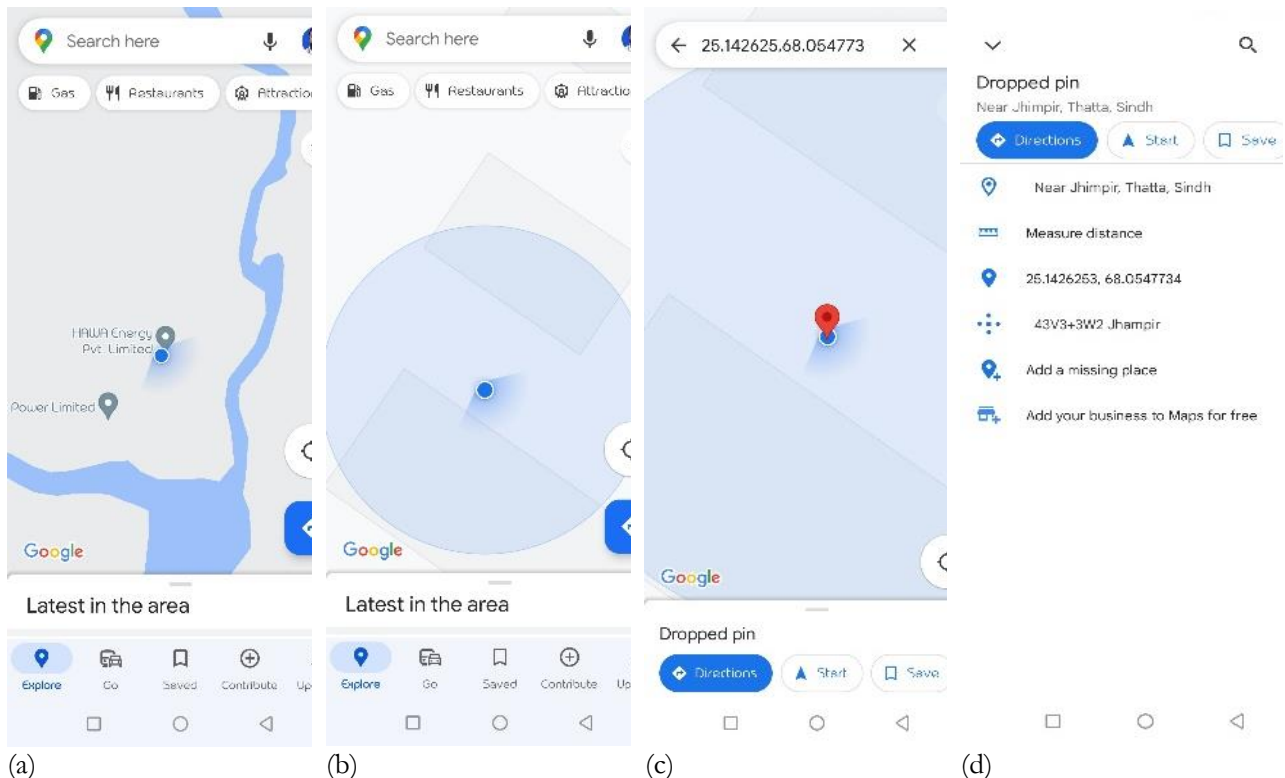 Search here
Gas
Restaurants
Attractio
HAWA Energy
Pvt. Limited
Power Limited
Google
Latest in the area
Explore
Go
Saved
Contribute
Up
(a)
Search here
Gas
Restaurants
Attractio
Google
Latest in the area
Explore
Go
Saved
Contribute
Up
(b)
25.142625.68.054773
Google
Dropped pin
Directions
Start
Save
(c)
Dropped pin
Near Jhimpir, Thatta, Sindh
Directions
Start
Save
Near Jhimpir, Thatta, Sindh
Measure distance
25.1426253, 68.0547734
43V3+3W2 Jhampir
Add a missing place
Add your business to Maps for free
(d)